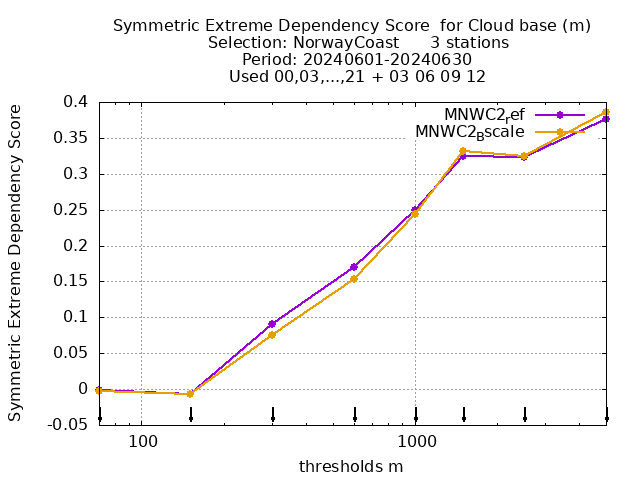 Symmetric Extreme Dependency Score  for Cloud base (m)
Selection: NorwayCoast      3 stations
Period: 20240601-20240630
Used 00,03,...,21 + 03 06 09 12
MNWC2ref
MNWC2Bscale
Symmetric Extreme Dependency Score
0.4
0.35
0.3
0.25
0.2
0.15
0.1
0.05
0
-0.05
100 1000
thresholds m